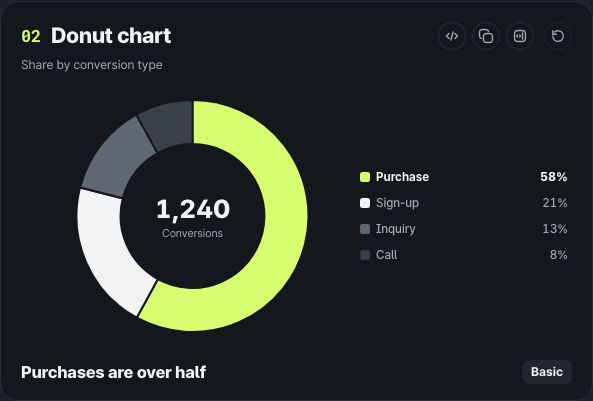 02 Donut chart
Share by conversion type
1,240
Conversions
Purchase 58%
Sign-up 21%
Inquiry 13%
Call 8%
Purchases are over half
Basic